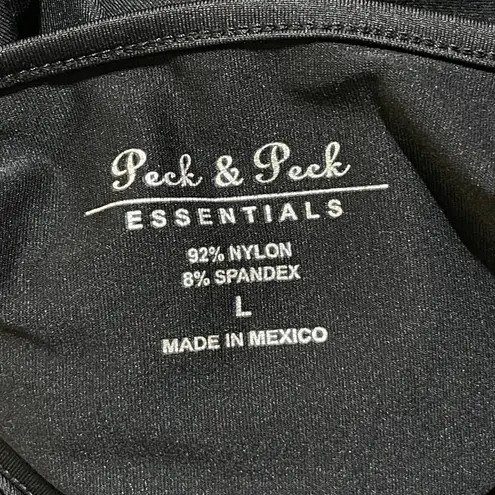 Peck & Peck
ESSENTIALS
92% NYLON
8% SPANDEX
L
MADE IN MEXICO